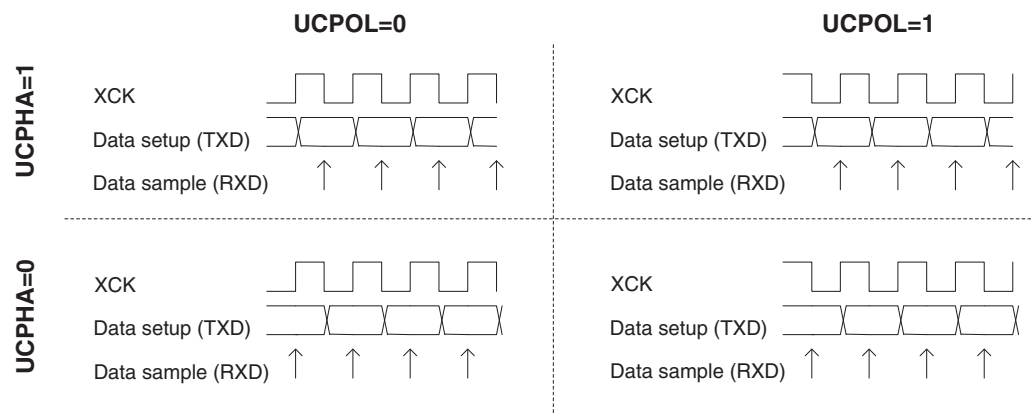 UCPOL=0
UCPOL=1
UCPHA=1
XCK
Data setup (TXD)
Data sample (RXD)
XCK
Data setup (TXD)
Data sample (RXD)
UCPHA=0
XCK
Data setup (TXD)
Data sample (RXD)
XCK
Data setup (TXD)
Data sample (RXD)